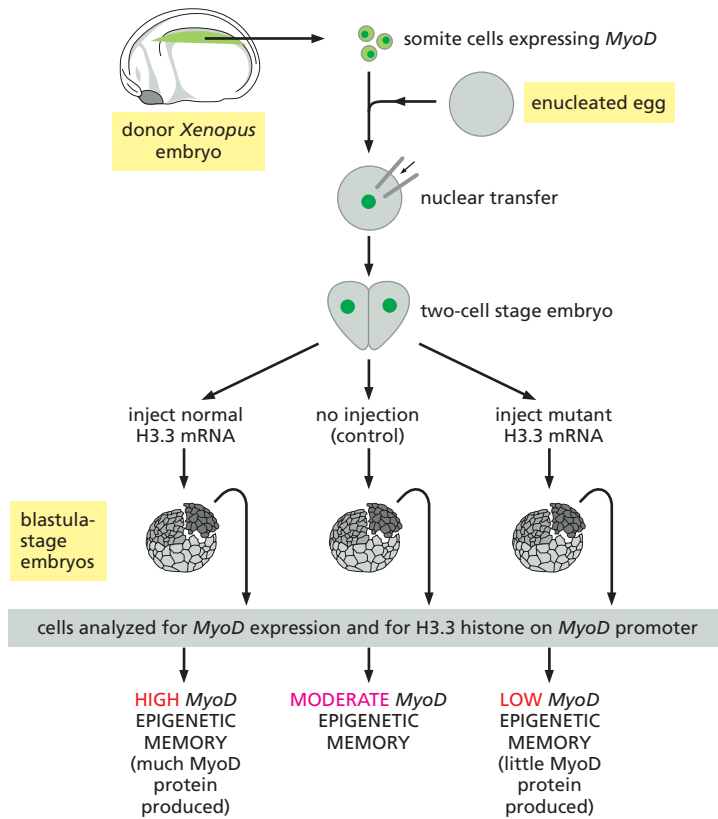 somite cells expressing MyoD
enucleated egg
donor Xenopus
embryo
nuclear transfer
two-cell stage embryo
inject normal
H3.3 mRNA
no injection
(control)
inject mutant
H3.3 mRNA
blastula-
stage
embryos
cells analyzed for MyoD expression and for H3.3 histone on MyoD promoter
HIGH MyoD
EPIGENETIC
MEMORY
(much MyoD
protein
produced)
MODERATE MyoD
EPIGENETIC
MEMORY
LOW MyoD
EPIGENETIC
MEMORY
(little MyoD
protein
produced)